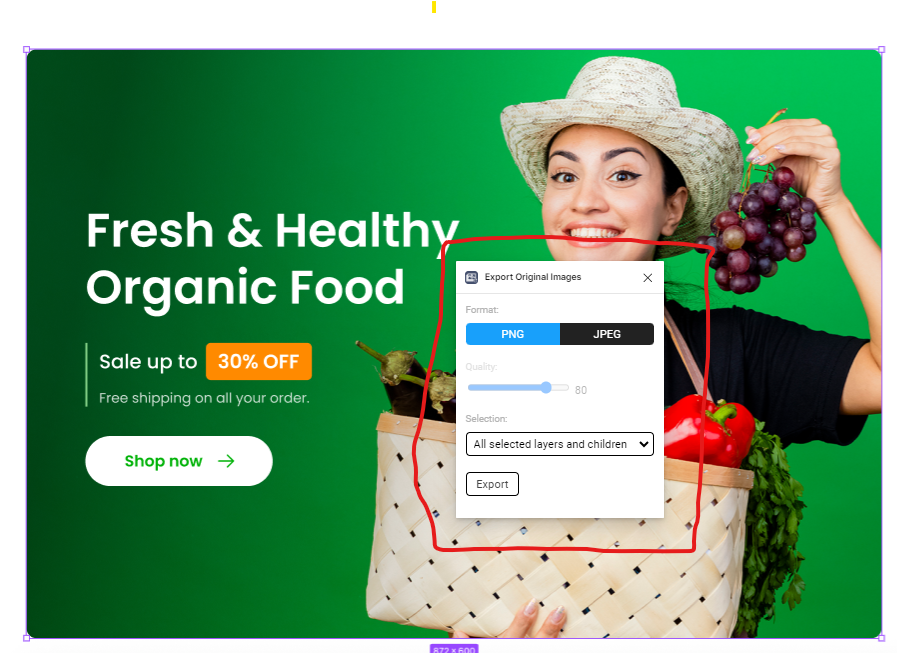 Fresh & Healthy
Organic Food
Sale up to 30% OFF
Free shipping on all your order.
Shop now
Export Original Images
Format:
PNG JPEG
Quality:
80
Selection:
All selected layers and children
Export
872 × 600